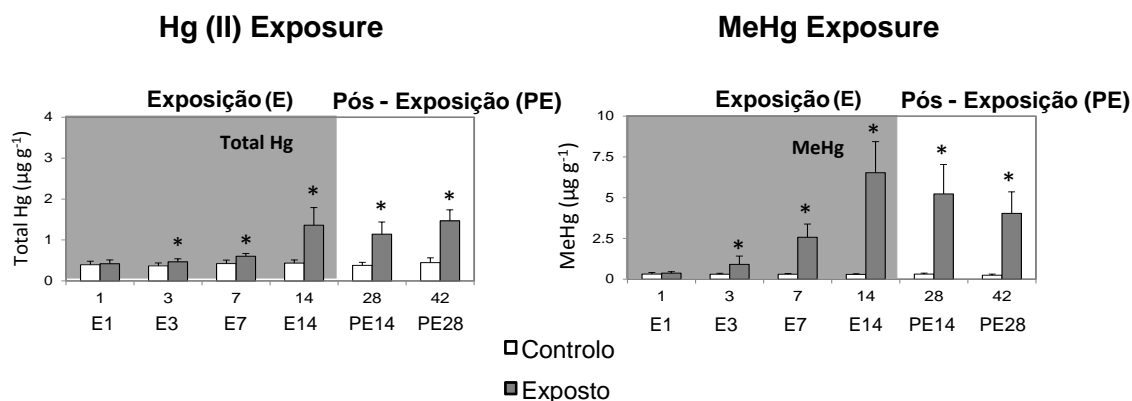 Hg (II) Exposure
Exposição (E) Pós - Exposição (PE)
Total Hg
Total Hg (µg g⁻¹)
4
3
2
1
0
* * * * *
1 3 7 14 28 42
E1 E3 E7 E14 PE14 PE28
MeHg Exposure
Exposição (E) Pós - Exposição (PE)
MeHg
MeHg (µg g⁻¹)
10
7.5
5
2.5
0
* * * * *
1 3 7 14 28 42
E1 E3 E7 E14 PE14 PE28
Controlo
Exposto